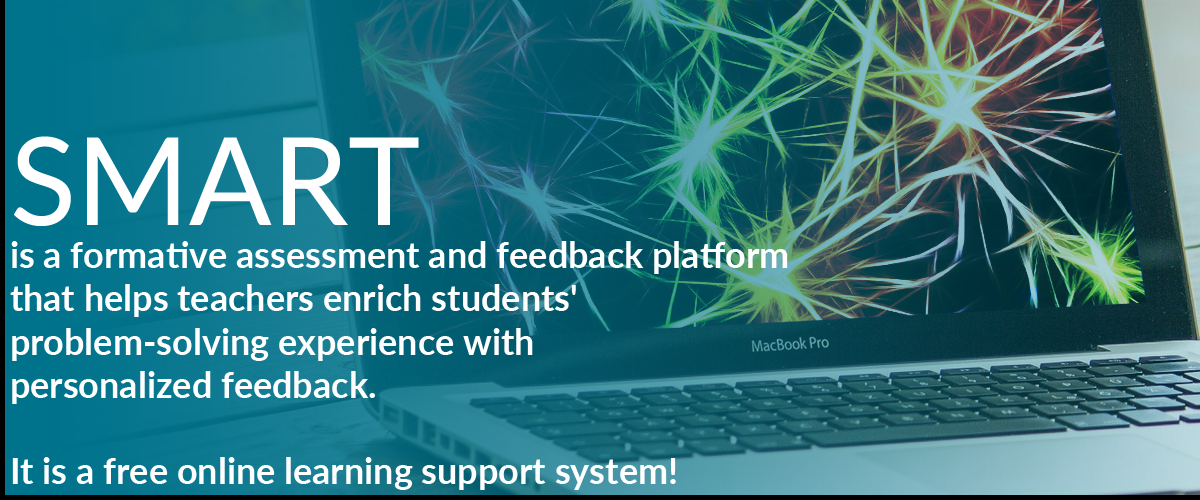 SMART
is a formative assessment and feedback platform
that helps teachers enrich students'
problem-solving experience with
personalized feedback.
It is a free online learning support system!
MacBook Pro